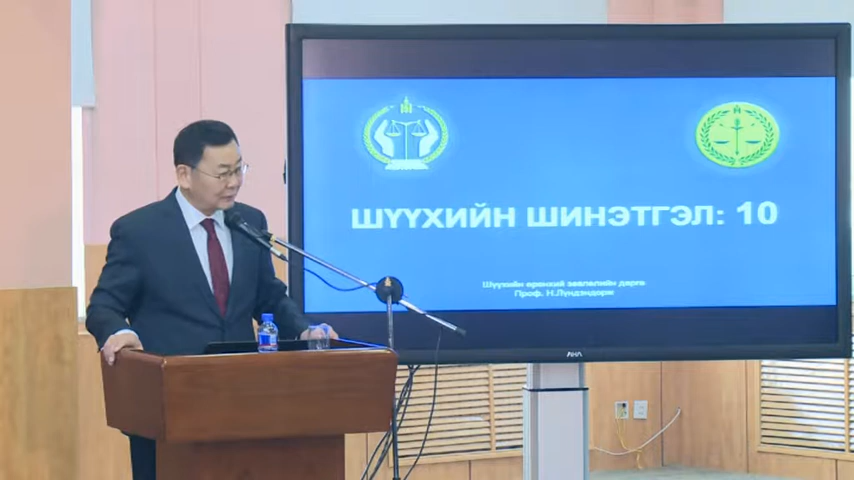 ШҮҮХИЙН ШИНЭТГЭЛ: 10
Шүүхийн ерөнхий зөвлөлийн дарга
Проф. Н.Лүндэндорж